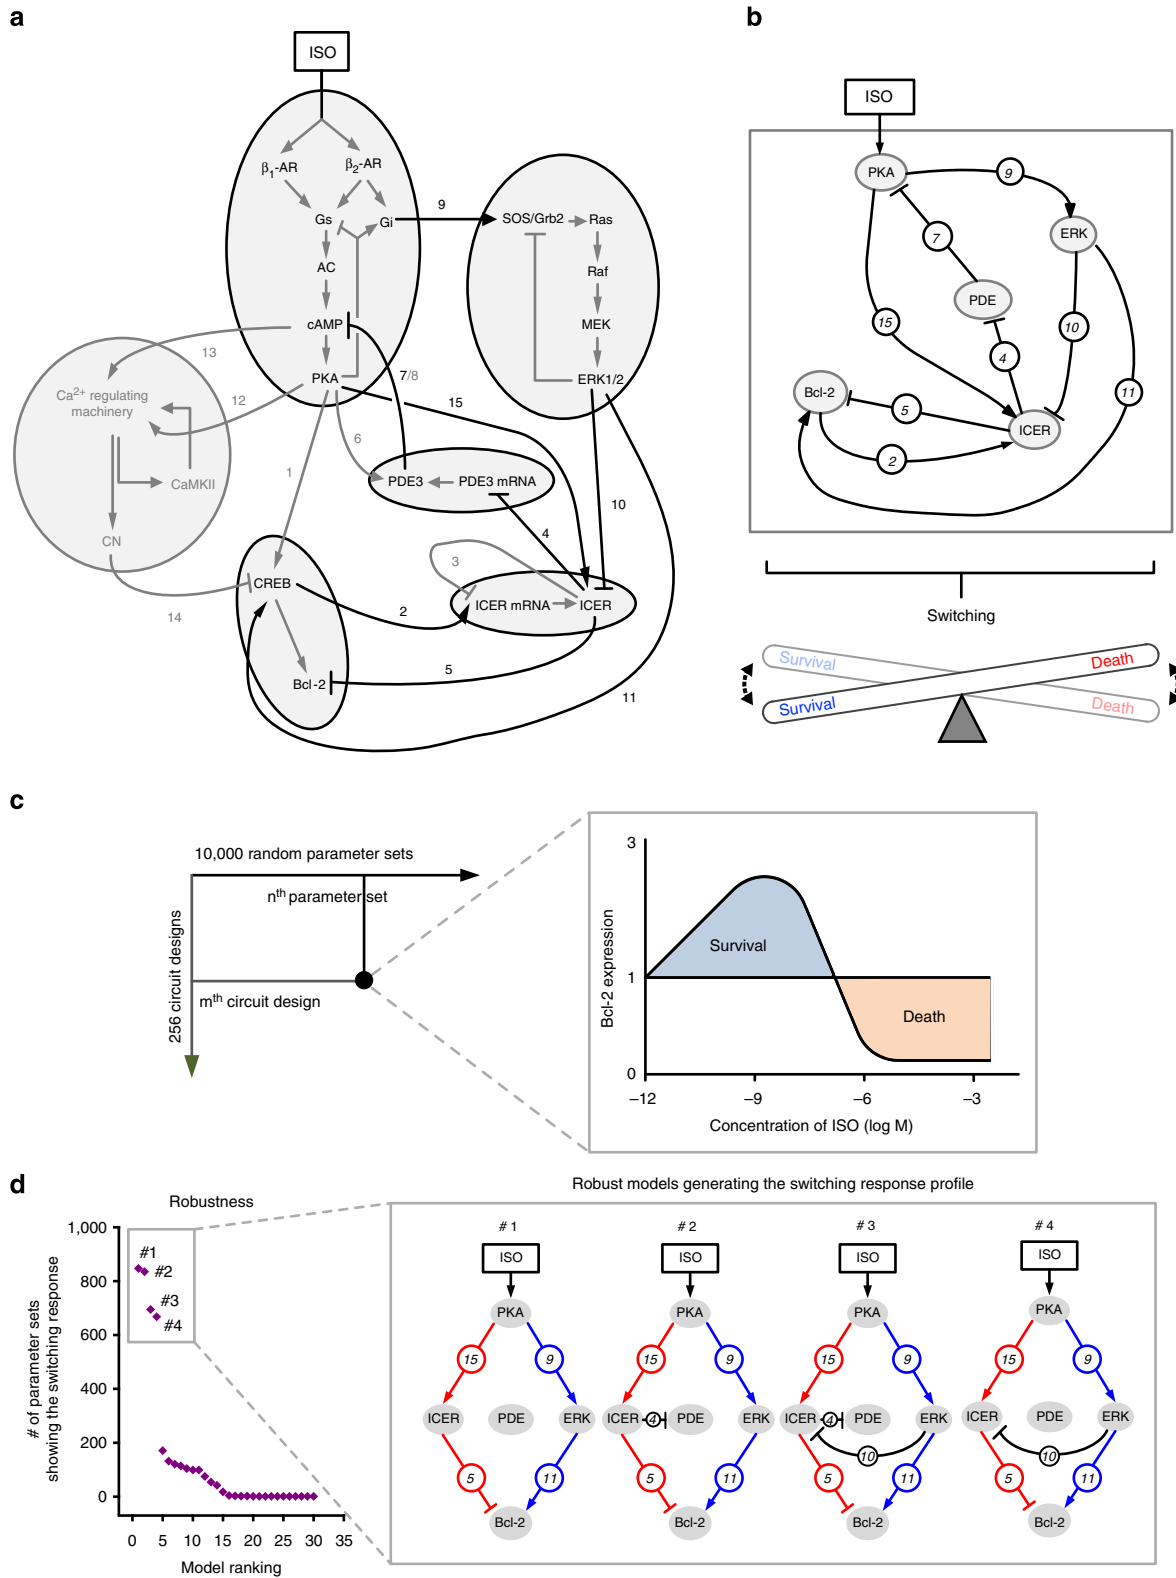 a
ISO
β1-AR
β2-AR
Gs
Gi
AC
cAMP
PKA
9
SOS/Grb2
Ras
Raf
MEK
ERK1/2
13
12
Ca2+ regulating
machinery
CaMKII
CN
14
7/8
15
6
1
PDE3
PDE3 mRNA
10
4
3
CREB
2
ICER mRNA
ICER
5
Bcl-2
11
b
ISO
PKA
9
ERK
7
PDE
15
10
4
Bcl-2
5
11
ICER
2
Switching
Survival
Death
Survival
Death
c
10,000 random parameter sets
nth parameter set
256 circuit designs
mth circuit design
3
1
0
Bcl-2 expression
Survival
Death
−12
−9
−6
−3
Concentration of ISO (log M)
d
Robustness
# of parameter sets
showing the switching response
1,000
800
600
400
200
0
#1
#2
#3
#4
0
5
10
15
20
25
30
35
Model ranking
Robust models generating the switching response profile
# 1
ISO
PKA
15
9
ICER
PDE
ERK
5
11
Bcl-2
# 2
ISO
PKA
15
9
ICER
4
PDE
ERK
5
11
Bcl-2
# 3
ISO
PKA
15
9
ICER
4
PDE
ERK
10
5
11
Bcl-2
# 4
ISO
PKA
15
9
ICER
PDE
ERK
10
5
11
Bcl-2